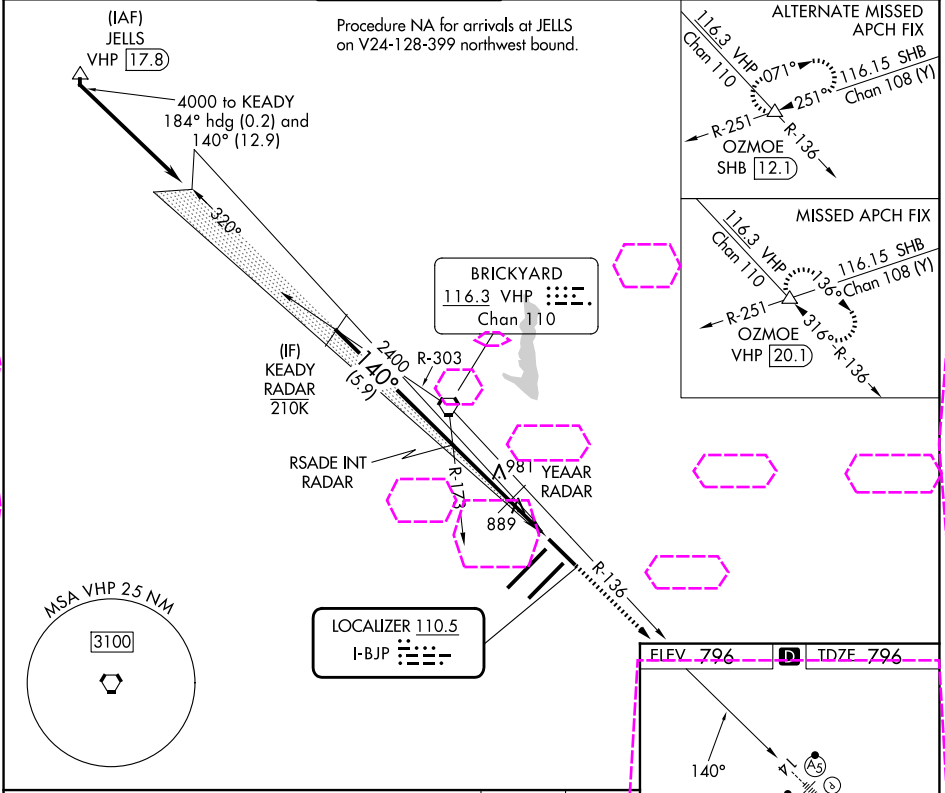 (IAF)
JELLS
VHP 17.8
4000 to KEADY
184° hdg (0.2) and
140° (12.9)
Procedure NA for arrivals at JELLS
on V24-128-399 northwest bound.
320°
(IF)
KEADY
RADAR
210K
2400
140°
(5.9)
R-303
BRICKYARD
116.3 VHP
Chan 110
RSADE INT
RADAR
R-173
981
YEAAR
RADAR
889
R-136
LOCALIZER 110.5
I-BJP
MSA VHP 25 NM
3100
ALTERNATE MISSED
APCH FIX
116.3 VHP
Chan 110
071°
116.15 SHB
Chan 108 (Y)
251°
R-251
R-136
OZMOE
SHB 12.1
MISSED APCH FIX
116.3 VHP
Chan 110
136°
116.15 SHB
Chan 108 (Y)
R-251
316°
R-136
OZMOE
VHP 20.1
ELEV 796 D TDZE 796
140°
14
A5
P